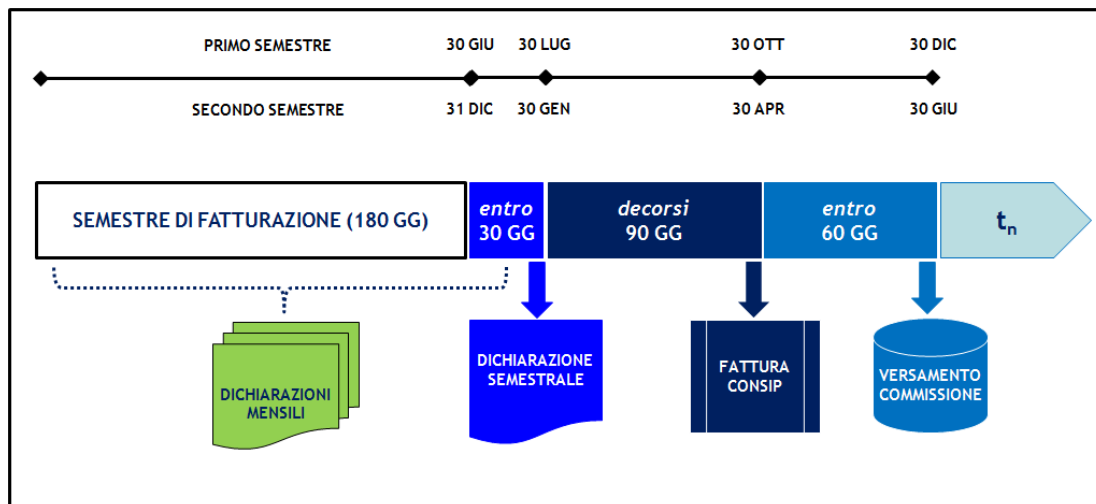 PRIMO SEMESTRE 30 GIU 30 LUG 30 OTT 30 DIC
SECONDO SEMESTRE 31 DIC 30 GEN 30 APR 30 GIU
SEMESTRE DI FATTURAZIONE (180 GG)
entro
30 GG
decorsi
90 GG
entro
60 GG
tn
DICHIARAZIONI
MENSILI
DICHIARAZIONE
SEMESTRALE
FATTURA
CONSIP
VERSAMENTO
COMMISSIONE